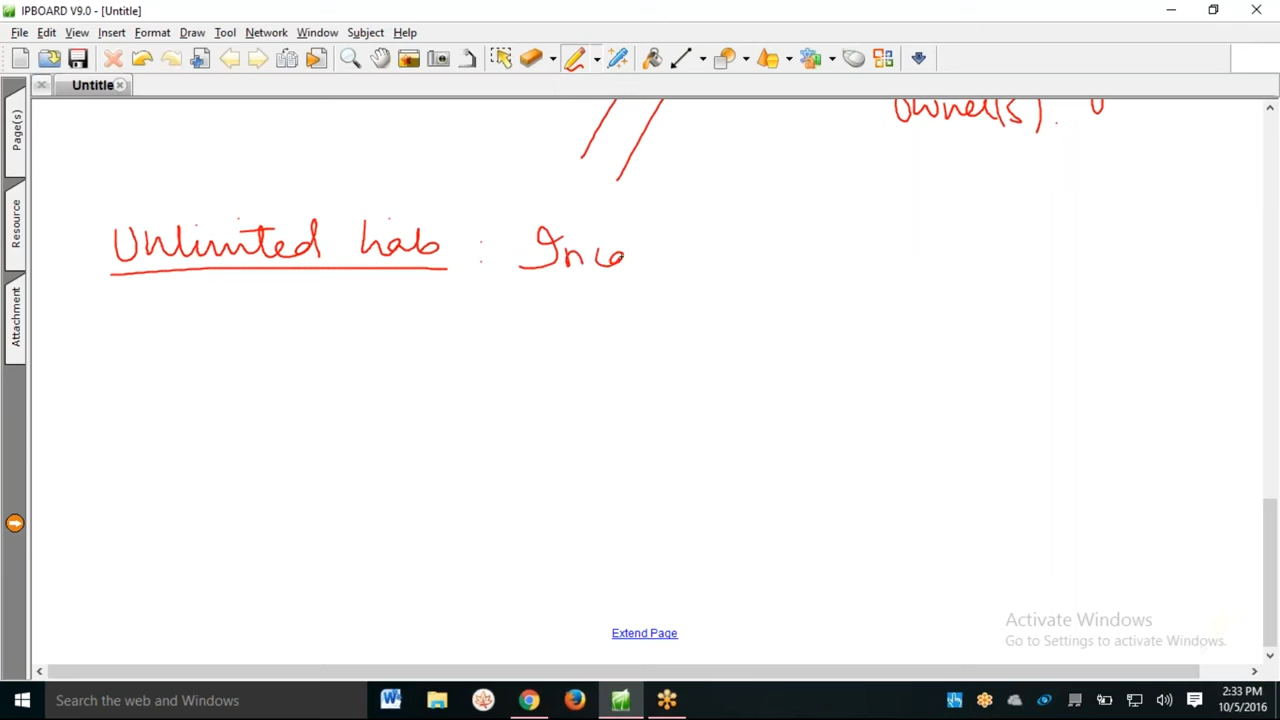 IPBOARD V9.0 - [Untitle]
File Edit View Insert Format Draw Tool Network Window Subject Help
Untitle
Page(s)
Resource
Attachment
owner(s).
Unlimited Liab : In
Extend Page
Activate Windows
Go to Settings to activate Windows.
Search the web and Windows
2:33 PM
10/5/2016